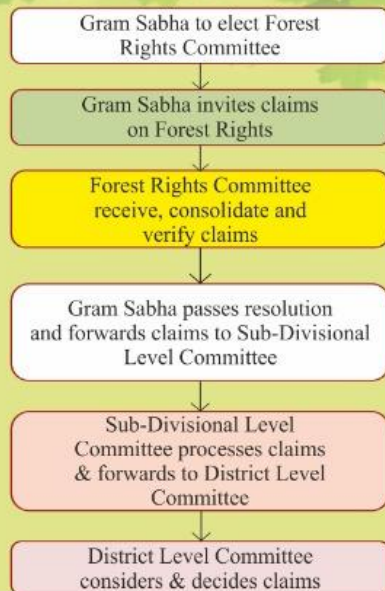 Gram Sabha to elect Forest
Rights Committee
Gram Sabha invites claims
on Forest Rights
Forest Rights Committee
receive, consolidate and
verify claims
Gram Sabha passes resolution
and forwards claims to Sub-Divisional
Level Committee
Sub-Divisional Level
Committee processes claims
& forwards to District Level
Committee
District Level Committee
considers & decides claims